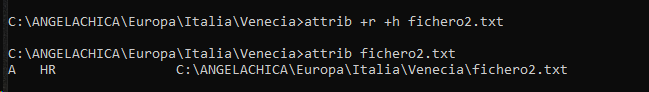 C:\ANGELACHICA\Europa\Italia\Venecia>attrib +r +h fichero2.txt
C:\ANGELACHICA\Europa\Italia\Venecia>attrib fichero2.txt
A    HR                C:\ANGELACHICA\Europa\Italia\Venecia\fichero2.txt